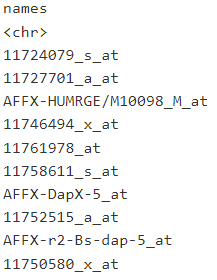 names
<chr>
11724079_s_at
11727701_a_at
AFFX-HUMRGE/M10098_M_at
11746494_x_at
11761978_at
11758611_s_at
AFFX-DapX-5_at
11752515_a_at
AFFX-r2-Bs-dap-5_at
11750580_x_at